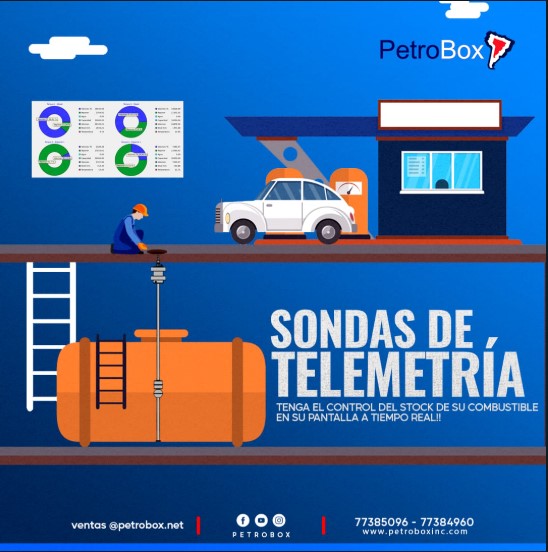 PetroBox
SONDAS DE
TELEMETRÍA
TENGA EL CONTROL DEL STOCK DE SU COMBUSTIBLE
EN SU PANTALLA A TIEMPO REAL!!
ventas @petrobox.net
PETROBOX
77385096 - 77384960
www.petroboxinc.com